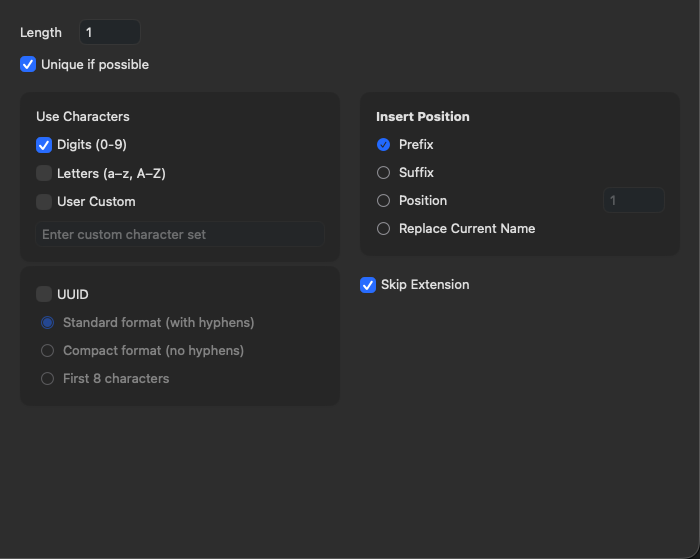 Length 1
Unique if possible
Use Characters
Digits (0-9)
Letters (a–z, A–Z)
User Custom
Enter custom character set
UUID
Standard format (with hyphens)
Compact format (no hyphens)
First 8 characters
Insert Position
Prefix
Suffix
Position 1
Replace Current Name
Skip Extension